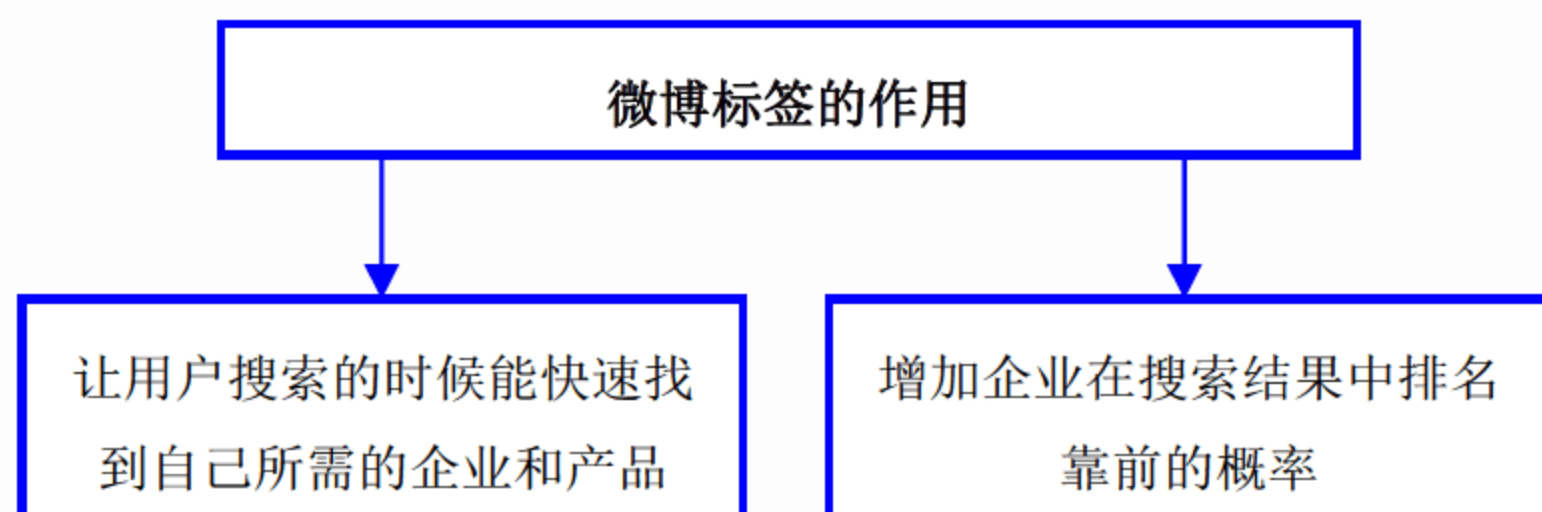 微博标签的作用
让用户搜索的时候能快速找
到自己所需的企业和产品
增加企业在搜索结果中排名
靠前的概率